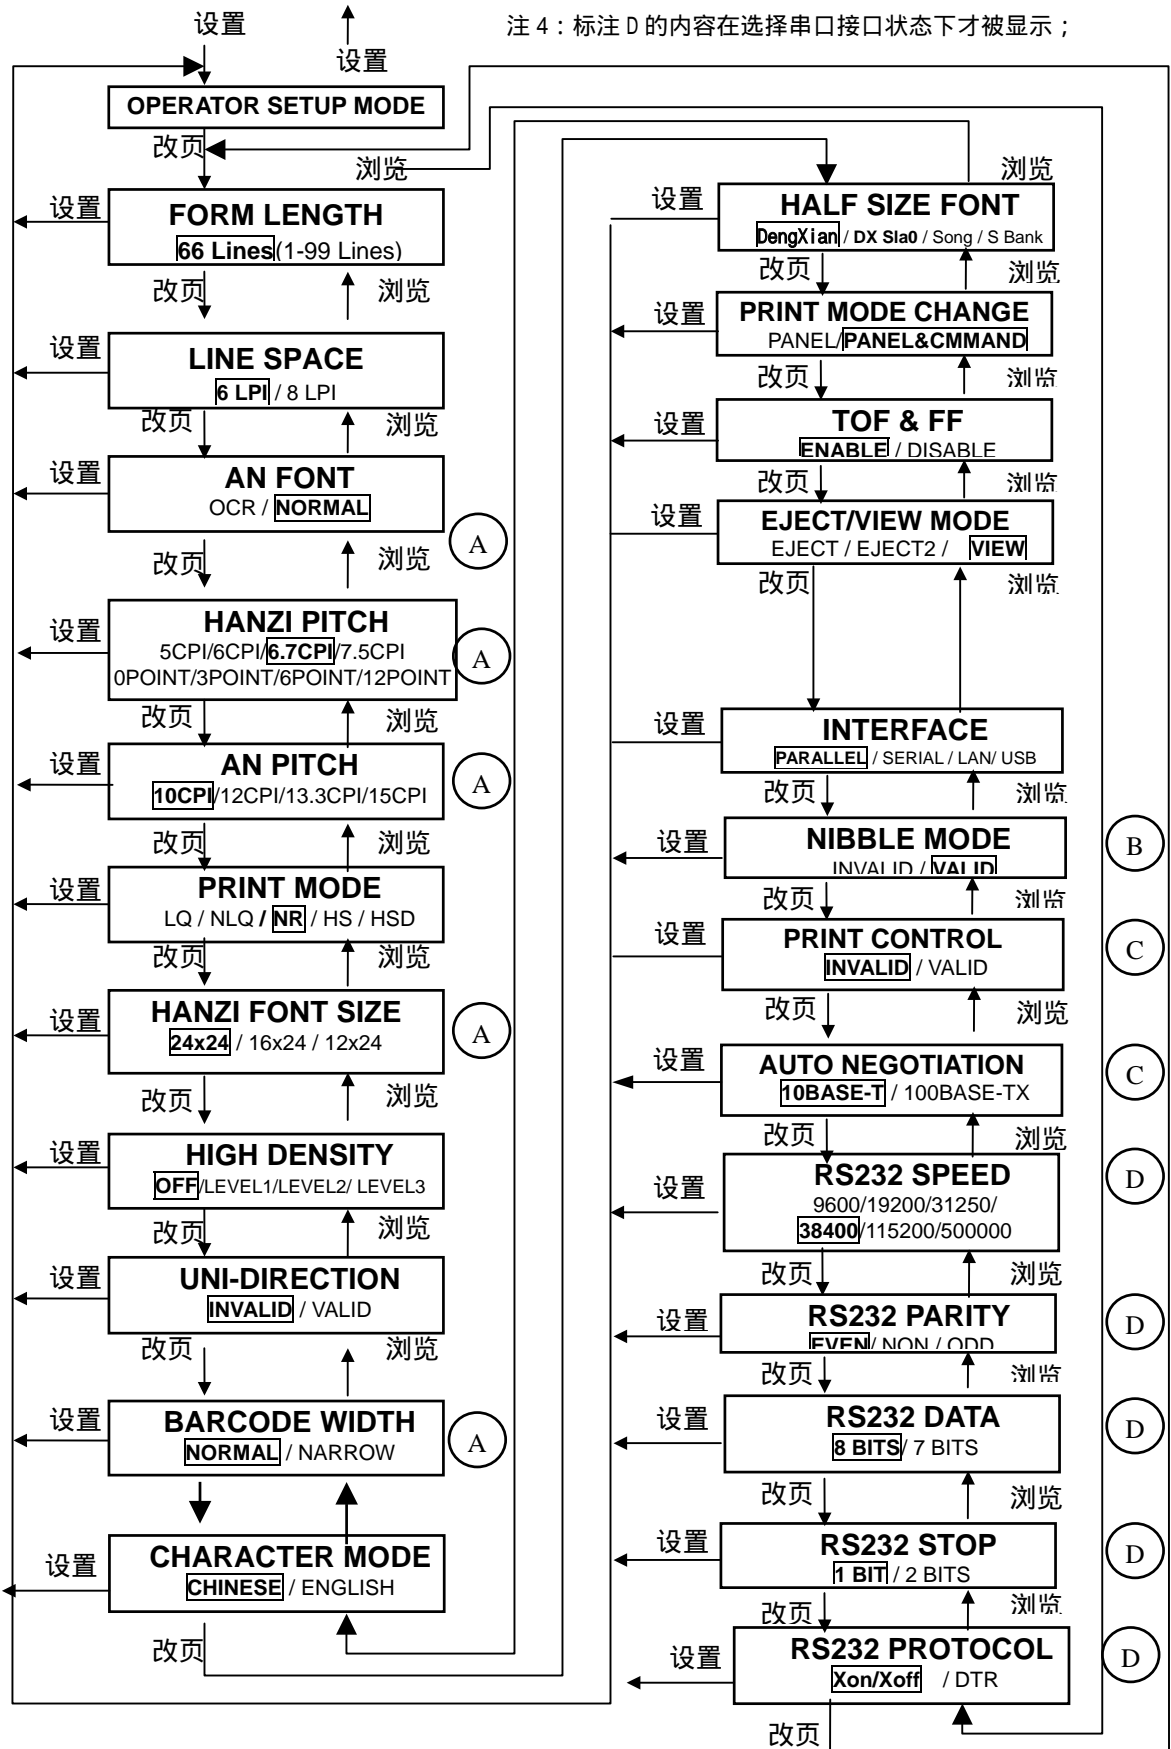 设置
注 4：标注 D 的内容在选择串口接口状态下才被显示；
设置
OPERATOR SETUP MODE
改页
浏览
设置
FORM LENGTH
66 Lines(1-99 Lines)
改页
浏览
设置
LINE SPACE
6 LPI / 8 LPI
改页
浏览
设置
AN FONT
OCR / NORMAL
A
改页
浏览
设置
HANZI PITCH
5CPI/6CPI/6.7CPI/7.5CPI
0POINT/3POINT/6POINT/12POINT
A
改页
浏览
设置
AN PITCH
10CPI/12CPI/13.3CPI/15CPI
A
改页
浏览
设置
PRINT MODE
LQ / NLQ / NR / HS / HSD
改页
浏览
设置
HANZI FONT SIZE
24x24 / 16x24 / 12x24
A
改页
浏览
设置
HIGH DENSITY
OFF/LEVEL1/LEVEL2/ LEVEL3
改页
浏览
设置
UNI-DIRECTION
INVALID / VALID
改页
浏览
设置
BARCODE WIDTH
NORMAL / NARROW
A
设置
CHARACTER MODE
CHINESE / ENGLISH
改页
浏览
设置
HALF SIZE FONT
DengXian / DX Sla0 / Song / S Bank
改页
浏览
设置
PRINT MODE CHANGE
PANEL/PANEL&CMMAND
改页
浏览
设置
TOF & FF
ENABLE / DISABLE
改页
浏览
设置
EJECT/VIEW MODE
EJECT / EJECT2 / VIEW
改页
浏览
设置
INTERFACE
PARALLEL / SERIAL / LAN/ USB
改页
浏览
设置
NIBBLE MODE
INVALID / VALID
B
改页
浏览
设置
PRINT CONTROL
INVALID / VALID
C
改页
浏览
设置
AUTO NEGOTIATION
10BASE-T / 100BASE-TX
C
改页
浏览
设置
RS232 SPEED
9600/19200/31250/
38400/115200/500000
D
改页
浏览
设置
RS232 PARITY
EVEN/ NON / ODD
D
改页
浏览
设置
RS232 DATA
8 BITS/ 7 BITS
D
改页
浏览
设置
RS232 STOP
1 BIT / 2 BITS
D
改页
浏览
设置
RS232 PROTOCOL
Xon/Xoff / DTR
D
改页